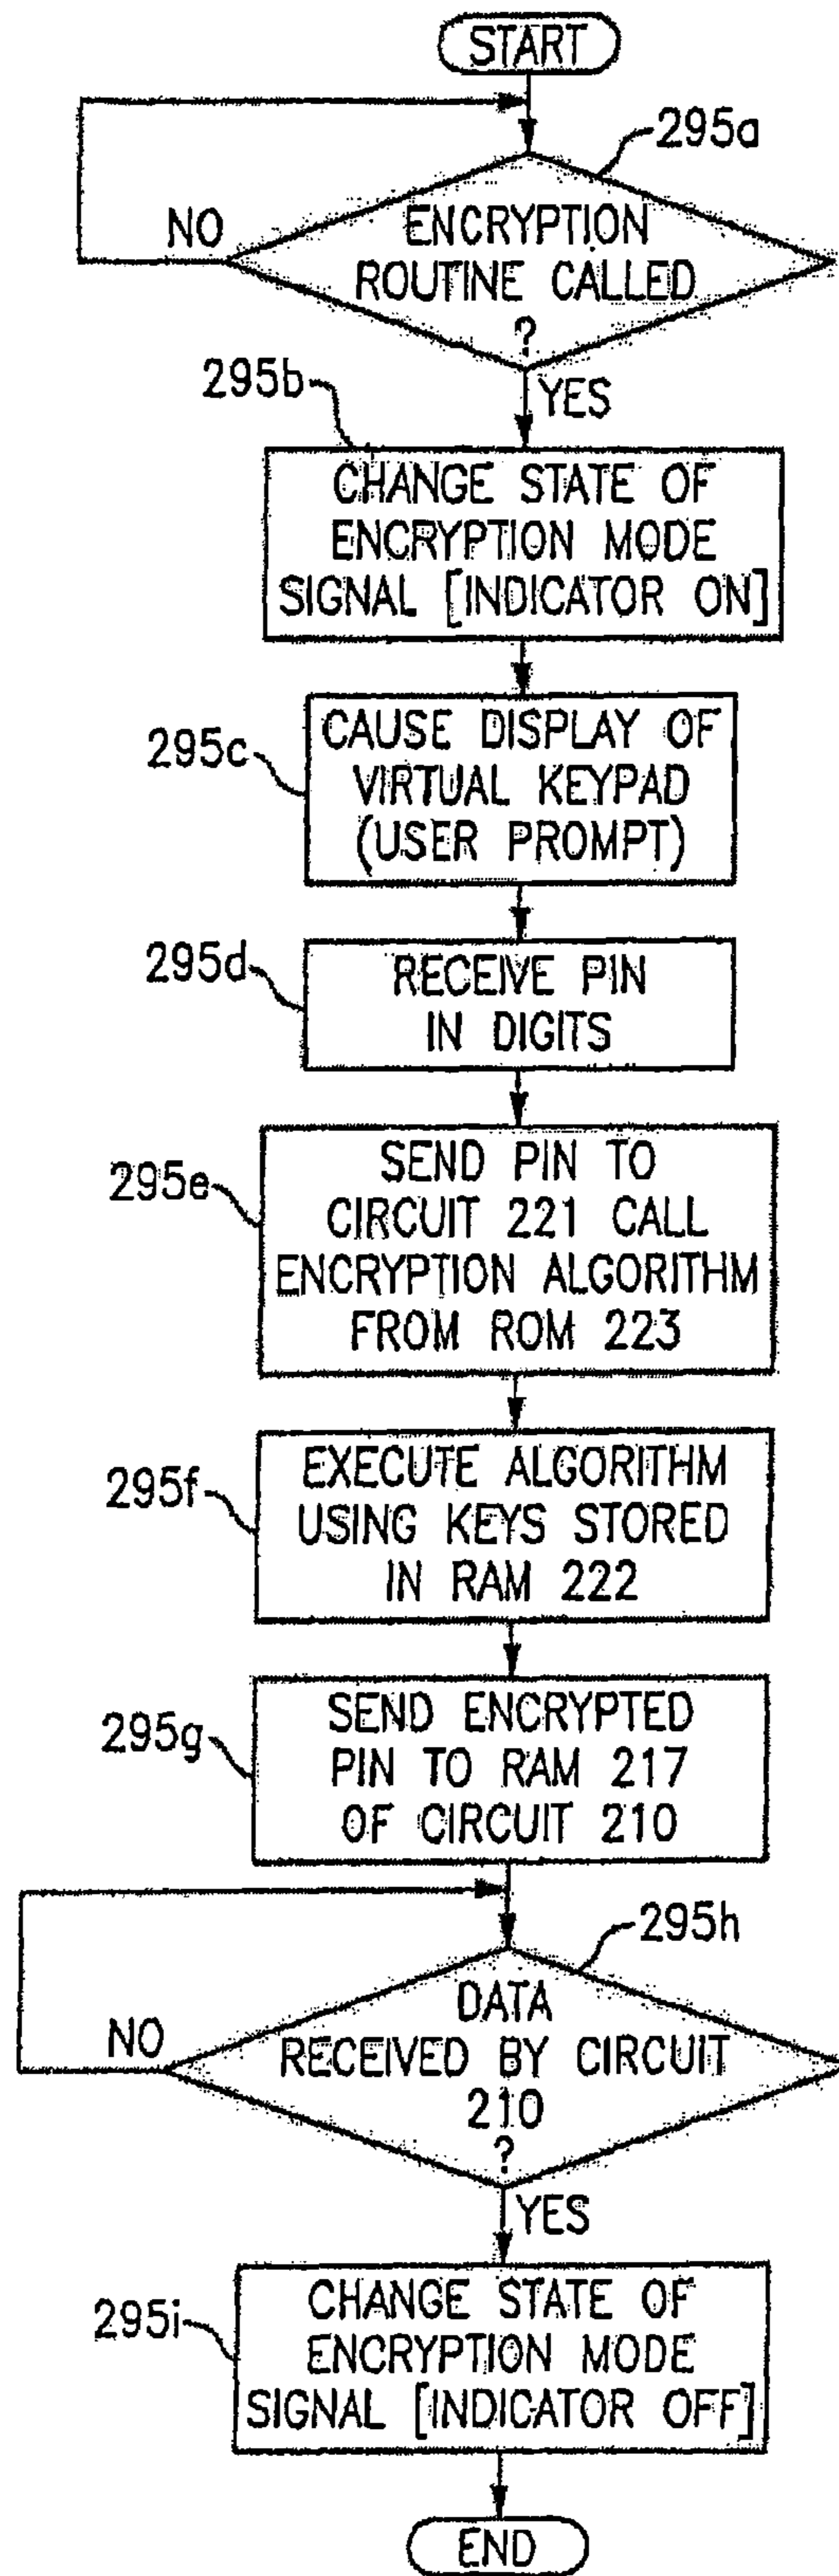 START
295a
ENCRYPTION
ROUTINE CALLED
?
NO
YES
295b
CHANGE STATE OF
ENCRYPTION MODE
SIGNAL [INDICATOR ON]
295c
CAUSE DISPLAY OF
VIRTUAL KEYPAD
(USER PROMPT)
295d
RECEIVE PIN
IN DIGITS
295e
SEND PIN TO
CIRCUIT 221 CALL
ENCRYPTION ALGORITHM
FROM ROM 223
295f
EXECUTE ALGORITHM
USING KEYS STORED
IN RAM 222
295g
SEND ENCRYPTED
PIN TO RAM 217
OF CIRCUIT 210
295h
DATA
RECEIVED BY CIRCUIT
210
?
NO
YES
295i
CHANGE STATE OF
ENCRYPTION MODE
SIGNAL [INDICATOR OFF]
END